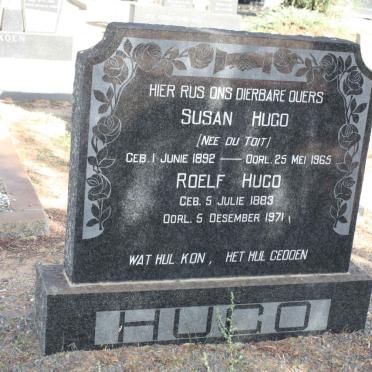 HIER RUS ONS DIERBARE OUERS
SUSAN HUGO
(NEE DU TOIT)
GEB. 1 JUNIE 1892 — OORL. 25 MEI 1965
ROELF HUGO
GEB. 5 JULIE 1883
OORL. 5 DESEMBER 1971
WAT HUL KON, HET HUL GEDOEN
HUGO